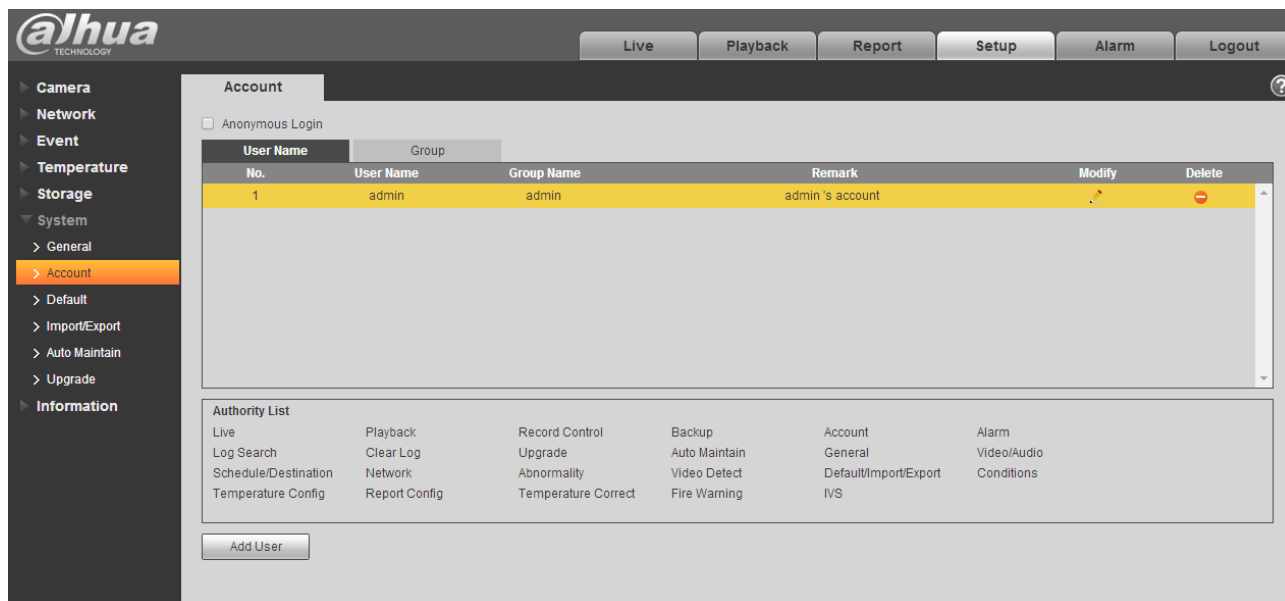 alhua
TECHNOLOGY
Live Playback Report Setup Alarm Logout
Camera
Network
Event
Temperature
Storage
System
General
Account
Default
Import/Export
Auto Maintain
Upgrade
Information
Account
?
Anonymous Login
User Name Group
No. User Name Group Name Remark Modify Delete
1 admin admin admin 's account
Authority List
Live Playback Record Control Backup Account Alarm
Log Search Clear Log Upgrade Auto Maintain General Video/Audio
Schedule/Destination Network Abnormality Video Detect Default/Import/Export Conditions
Temperature Config Report Config Temperature Correct Fire Warning IVS
Add User